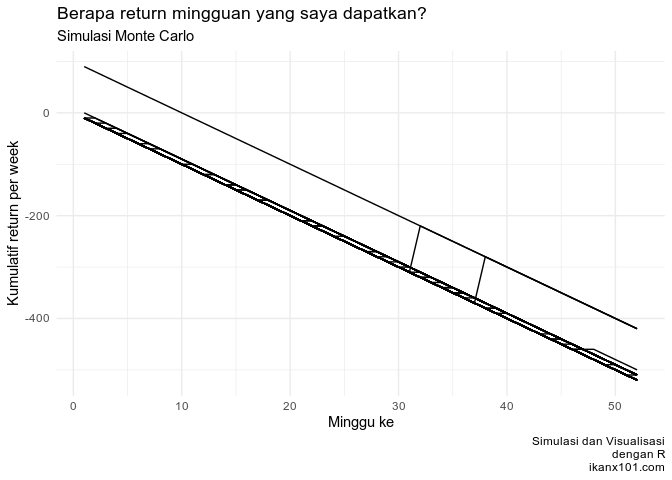 Berapa return mingguan yang saya dapatkan?
Simulasi Monte Carlo
Kumulatif return per week
0
-200
-400
0
10
20
30
40
50
Minggu ke
Simulasi dan Visualisasi
dengan R
ikanx101.com